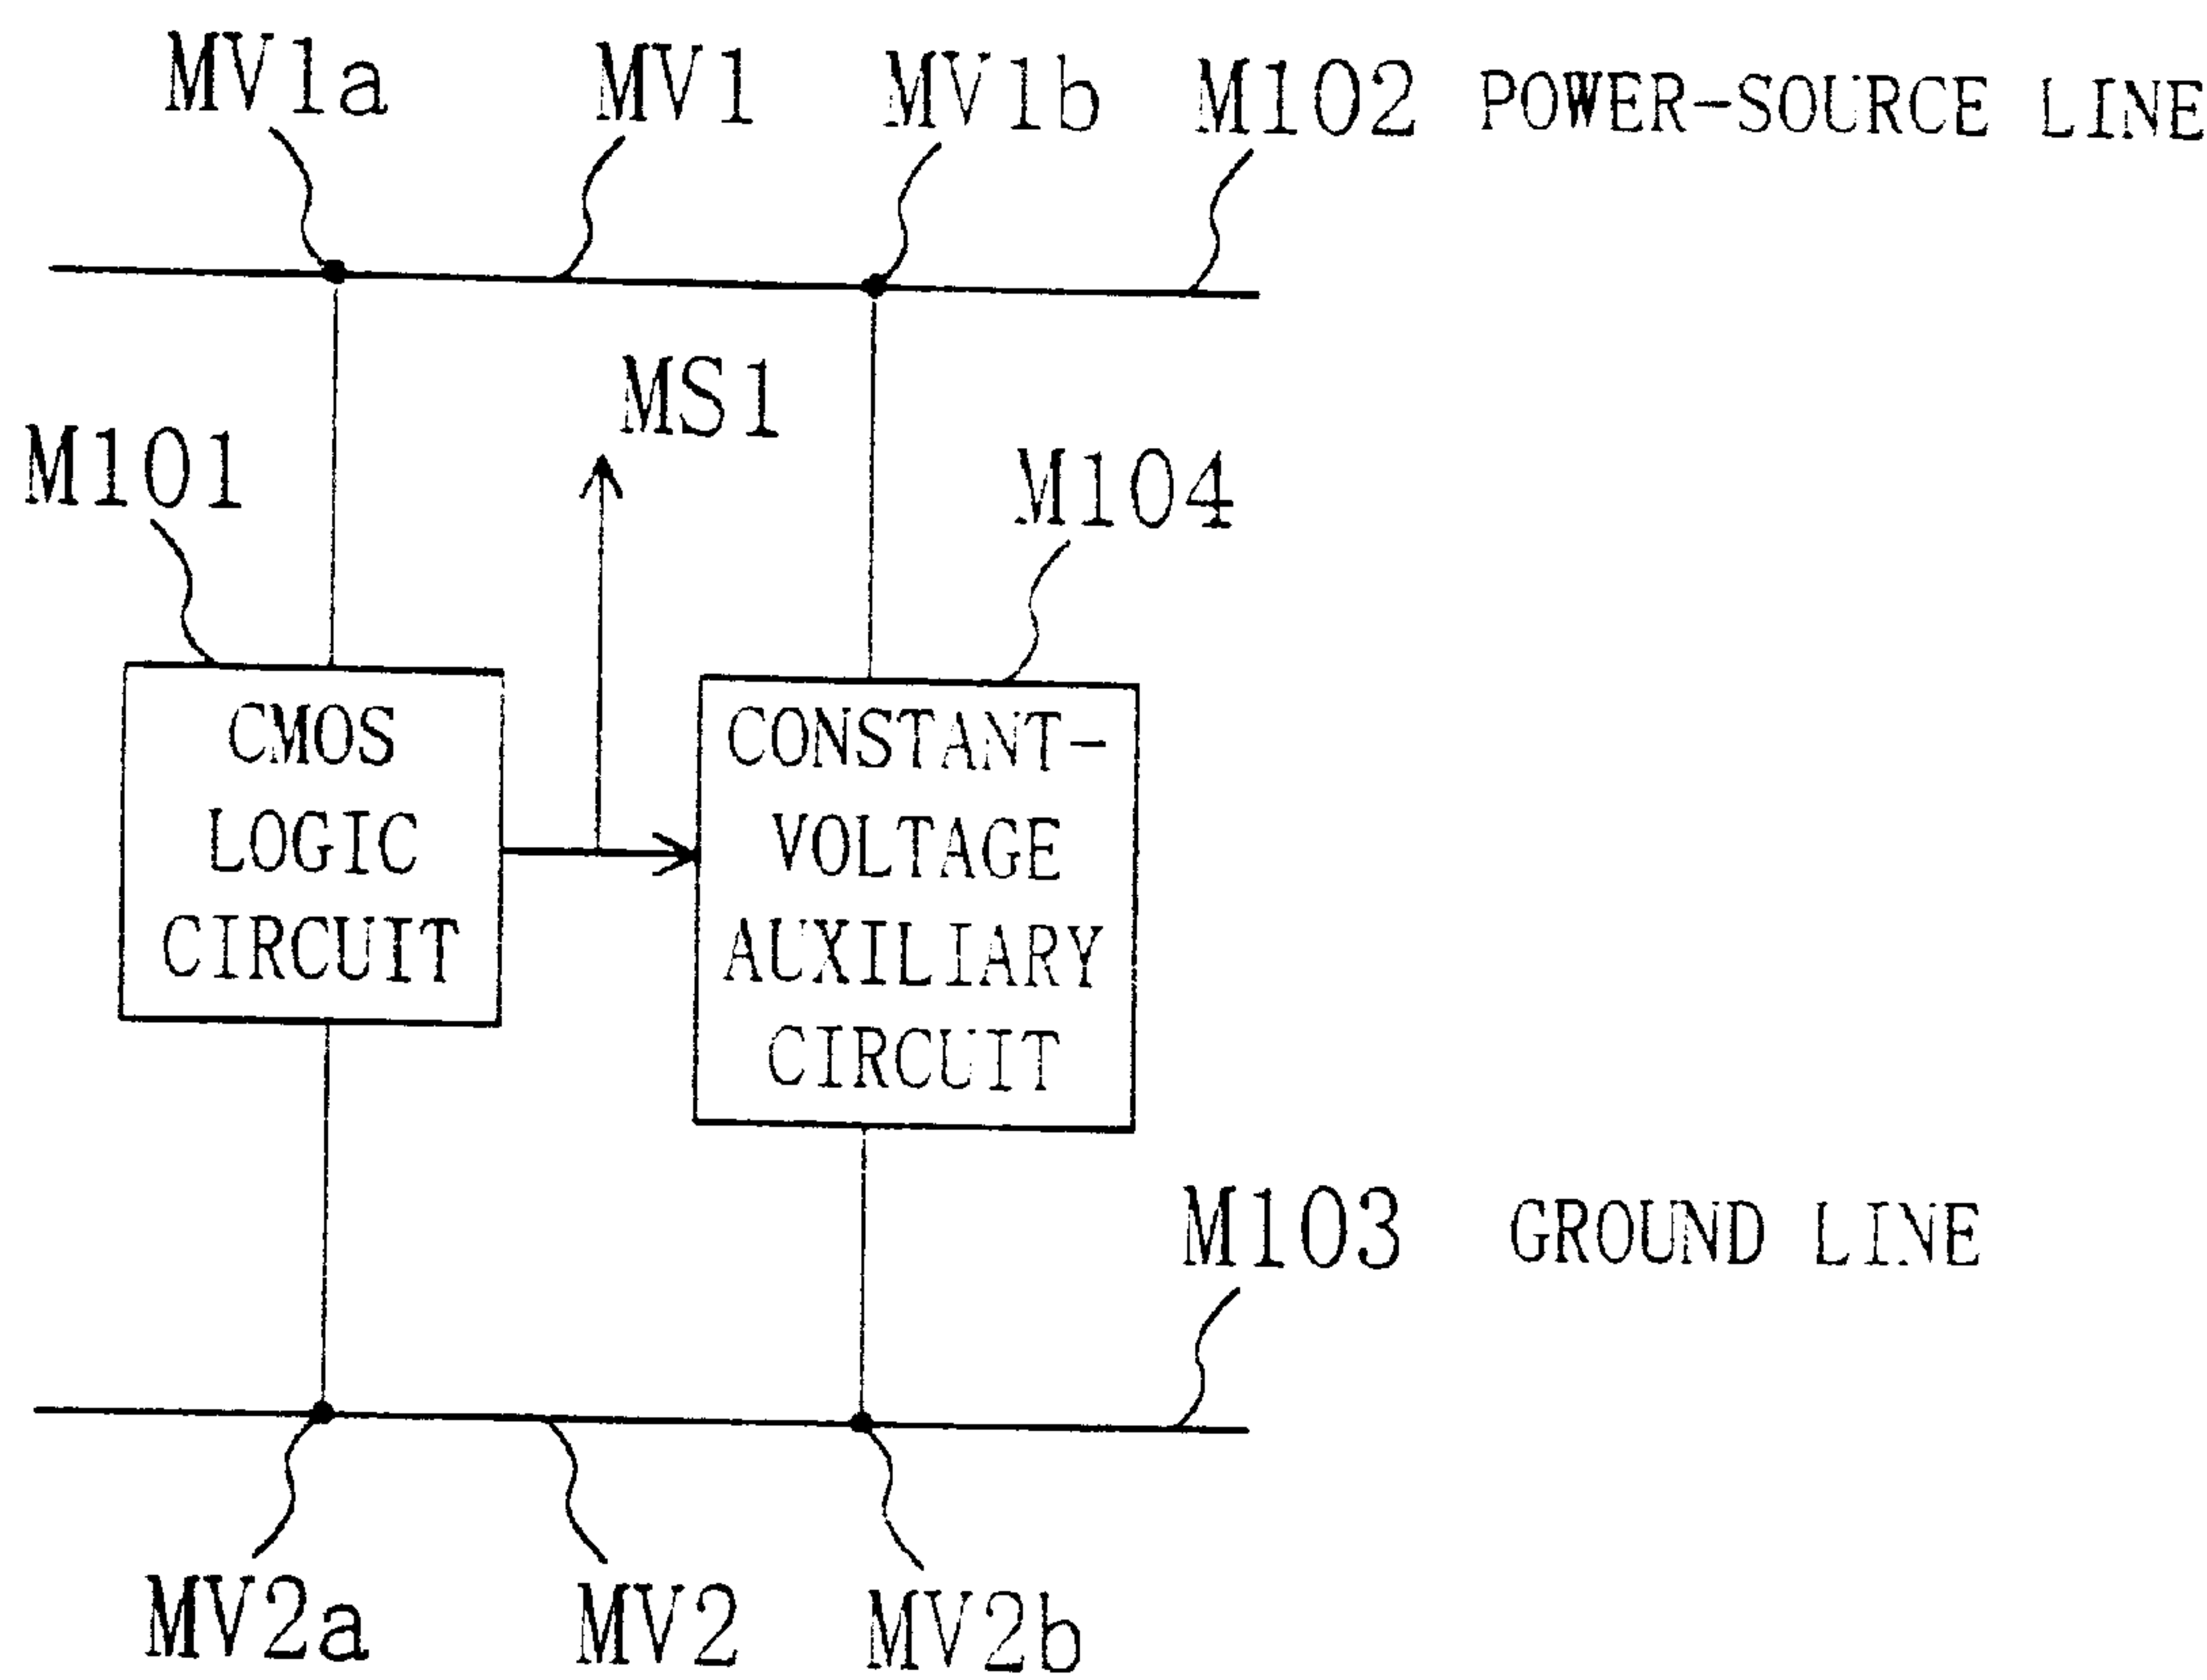 MV1a MV1 MV1b M102 POWER-SOURCE LINE
MS1
M101
M104
CMOS
LOGIC
CIRCUIT
CONSTANT-
VOLTAGE
AUXILIARY
CIRCUIT
M103 GROUND LINE
MV2a MV2 MV2b